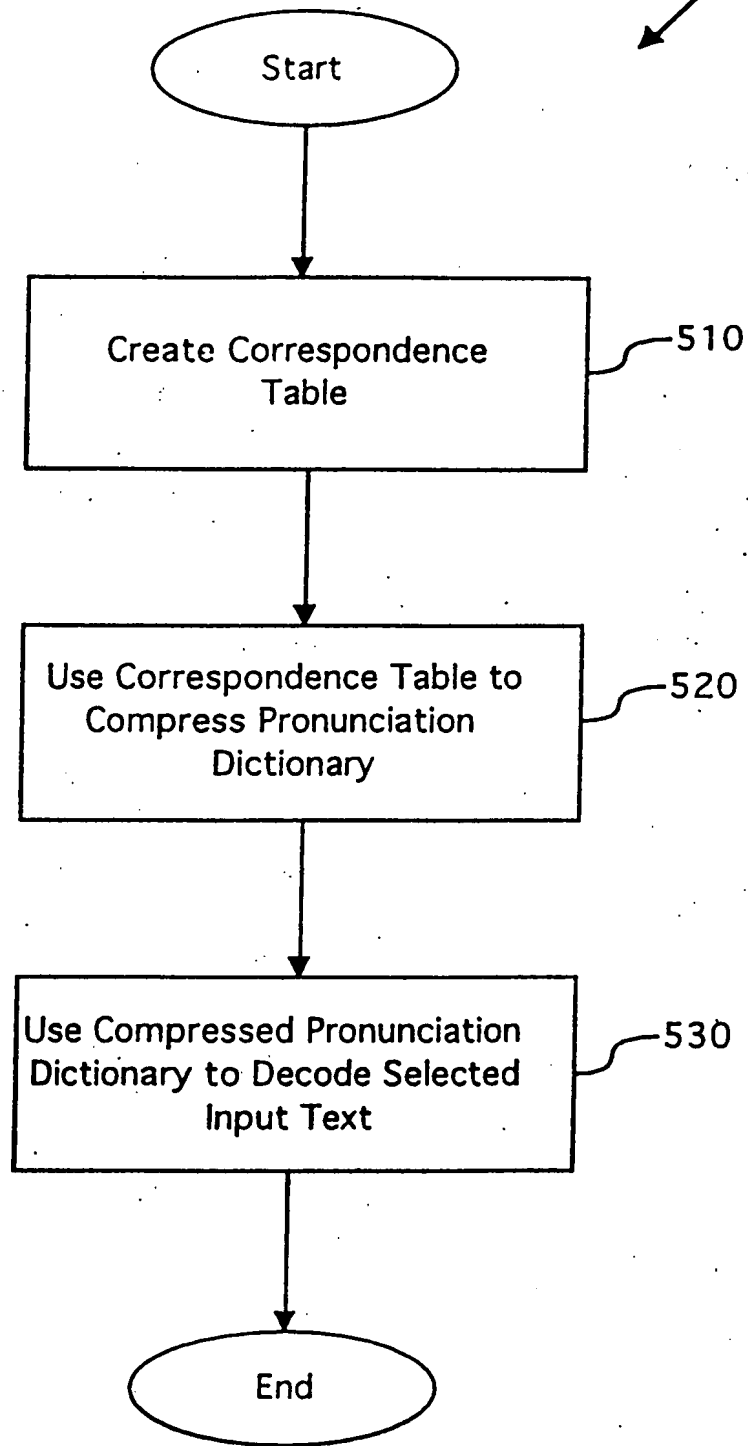 Start
Create Correspondence
Table
510
Use Correspondence Table to
Compress Pronunciation
Dictionary
520
Use Compressed Pronunciation
Dictionary to Decode Selected
Input Text
530
End